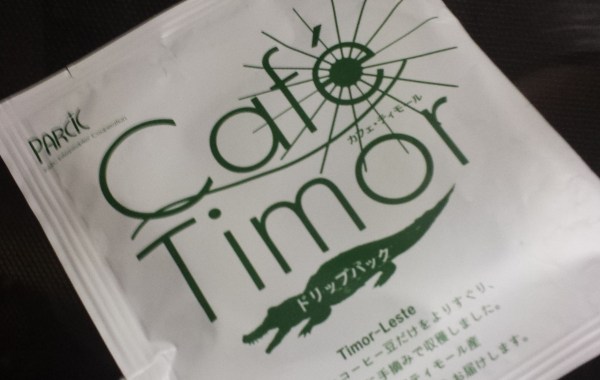 PARCIC
Café
カフェ・ティモール
Timor
ドリップパック
Timor-Leste
コーヒー豆だけをよりすぐり、
手摘みで収穫しました。
ティモール産
お届けします。